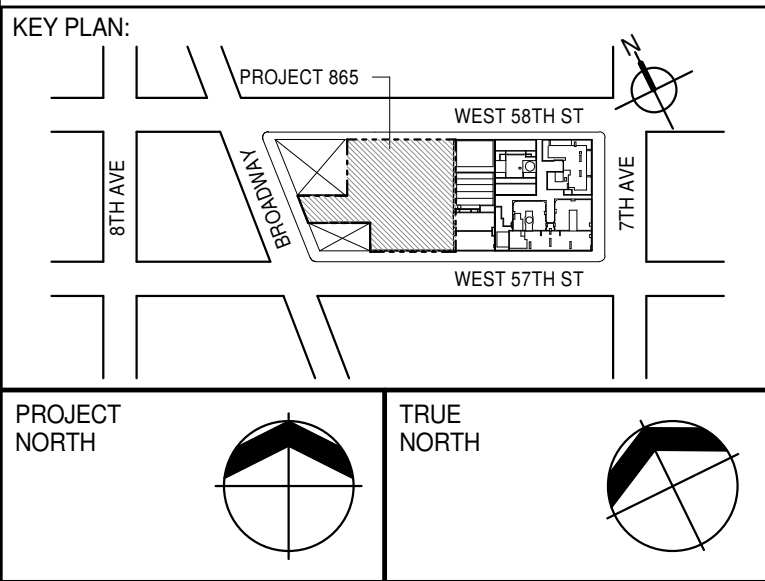 KEY PLAN:
N
PROJECT 865
WEST 58TH ST
8TH AVE
BROADWAY
7TH AVE
WEST 57TH ST
PROJECT
NORTH
TRUE
NORTH